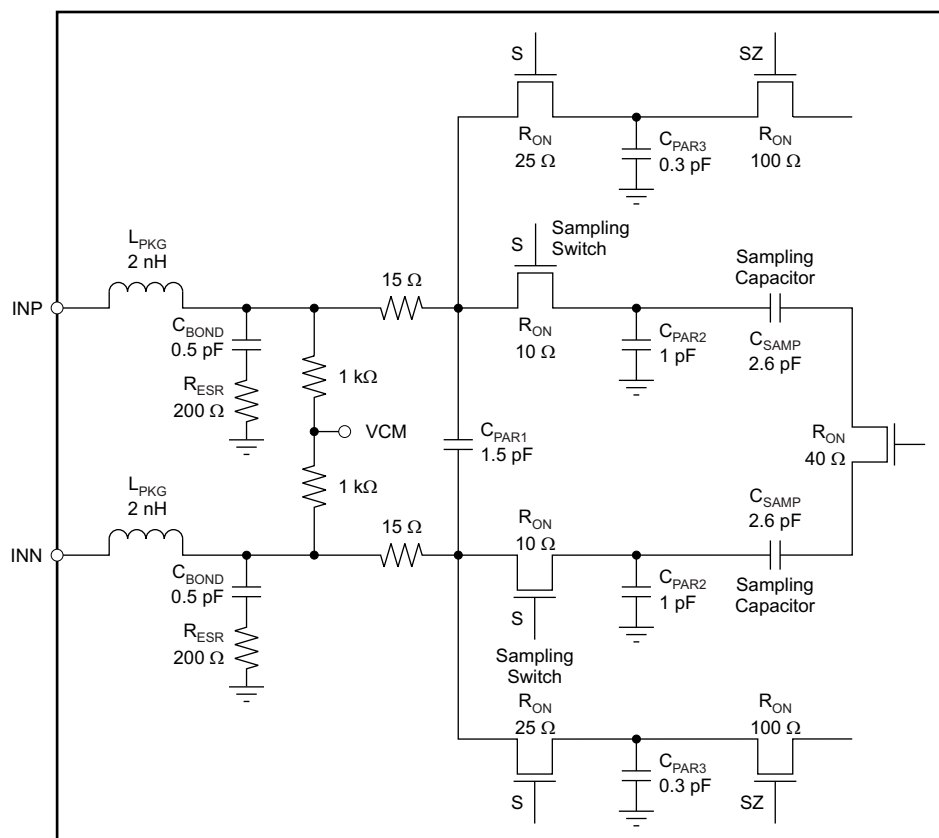 S
SZ
R_ON
25 Ω
C_PAR3
0.3 pF
R_ON
100 Ω
L_PKG
2 nH
S
Sampling
Switch
Sampling
Capacitor
INP
15 Ω
R_ON
10 Ω
C_PAR2
1 pF
C_SAMP
2.6 pF
C_BOND
0.5 pF
R_ESR
200 Ω
1 kΩ
VCM
C_PAR1
1.5 pF
R_ON
40 Ω
L_PKG
2 nH
1 kΩ
15 Ω
R_ON
10 Ω
C_SAMP
2.6 pF
INN
C_BOND
0.5 pF
R_ESR
200 Ω
S
Sampling
Switch
C_PAR2
1 pF
Sampling
Capacitor
R_ON
25 Ω
R_ON
100 Ω
C_PAR3
0.3 pF
S
SZ